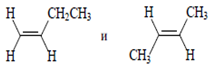 H CH₂CH₃
H H
и
H CH₃
CH₃ H